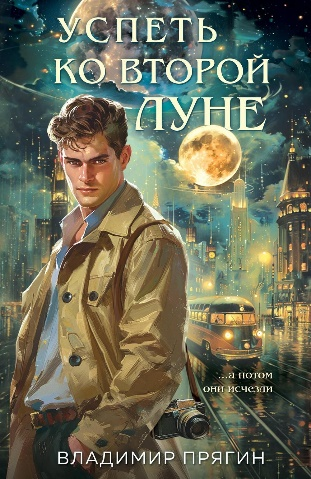 УСПЕТЬ
КО ВТОРОЙ
ЛУНЕ
...а потом
они исчезли
ВЛАДИМИР ПРЯГИН